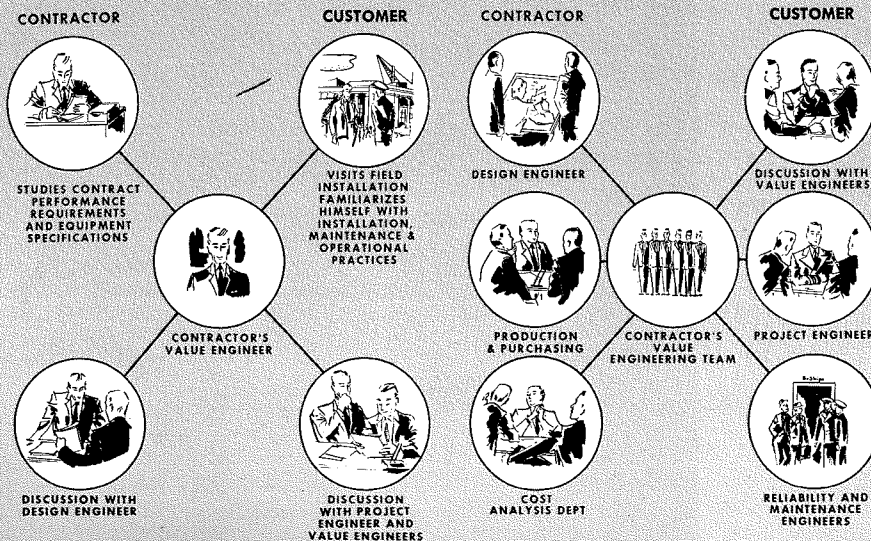 CONTRACTOR
CUSTOMER
STUDIES CONTRACT
PERFORMANCE
REQUIREMENTS
AND EQUIPMENT
SPECIFICATIONS
VISITS FIELD
INSTALLATION
FAMILIARIZES
HIMSELF WITH
INSTALLATION,
MAINTENANCE &
OPERATIONAL
PRACTICES
CONTRACTOR'S
VALUE ENGINEER
DISCUSSION WITH
DESIGN ENGINEER
DISCUSSION
WITH PROJECT
ENGINEER AND
VALUE ENGINEERS
CONTRACTOR
CUSTOMER
DESIGN ENGINEER
DISCUSSION WITH
VALUE ENGINEERS
PRODUCTION
& PURCHASING
CONTRACTOR'S
VALUE
ENGINEERING TEAM
PROJECT ENGINEER
COST
ANALYSIS DEPT
BuShips
RELIABILITY AND
MAINTENANCE
ENGINEERS